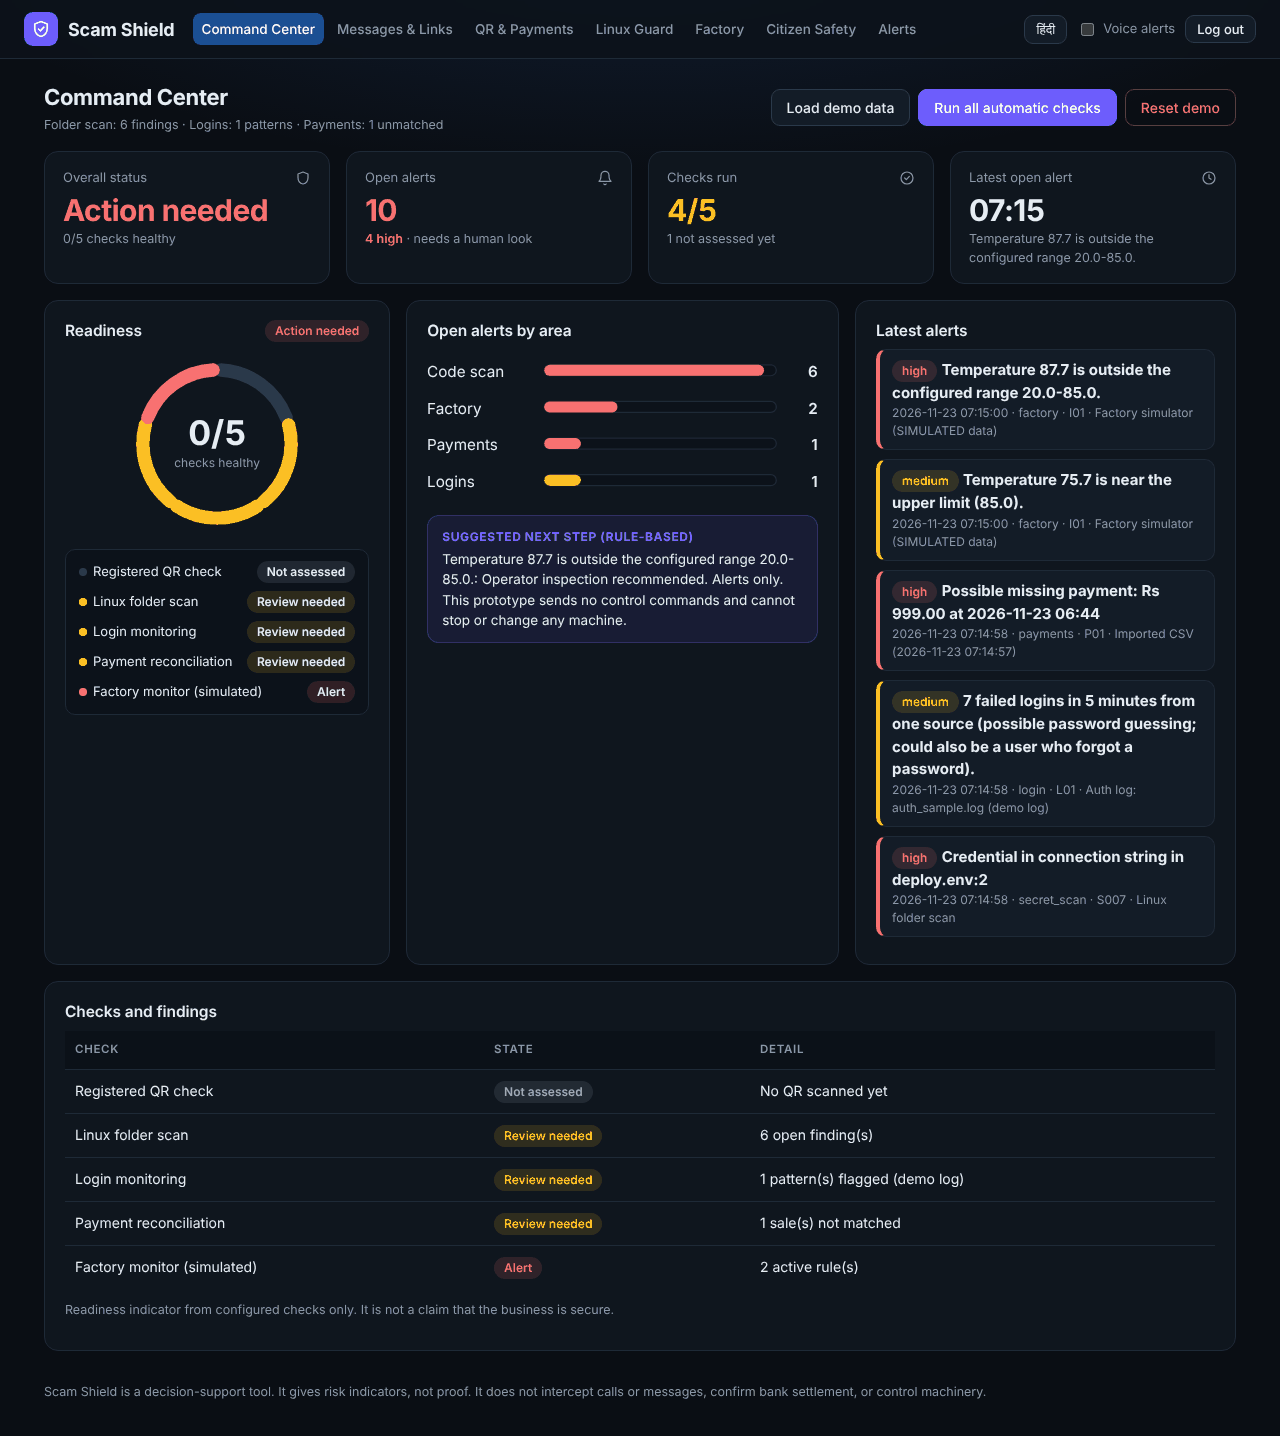 Scam Shield
Command Center
Messages & Links
QR & Payments
Linux Guard
Factory
Citizen Safety
Alerts
हिंदी
Voice alerts
Log out
Command Center
Folder scan: 6 findings · Logins: 1 patterns · Payments: 1 unmatched
Load demo data
Run all automatic checks
Reset demo
Overall status
Action needed
0/5 checks healthy
Open alerts
10
4 high · needs a human look
Checks run
4/5
1 not assessed yet
Latest open alert
07:15
Temperature 87.7 is outside the
configured range 20.0-85.0.
Readiness
Action needed
0/5
checks healthy
Registered QR check Not assessed
Linux folder scan Review needed
Login monitoring Review needed
Payment reconciliation Review needed
Factory monitor (simulated) Alert
Open alerts by area
Code scan 6
Factory 2
Payments 1
Logins 1
SUGGESTED NEXT STEP (RULE-BASED)
Temperature 87.7 is outside the configured range 20.0-
85.0.: Operator inspection recommended. Alerts only.
This prototype sends no control commands and cannot
stop or change any machine.
Latest alerts
high Temperature 87.7 is outside the
configured range 20.0-85.0.
2026-11-23 07:15:00 · factory · I01 · Factory simulator
(SIMULATED data)
medium Temperature 75.7 is near the
upper limit (85.0).
2026-11-23 07:15:00 · factory · I01 · Factory simulator
(SIMULATED data)
high Possible missing payment: Rs
999.00 at 2026-11-23 06:44
2026-11-23 07:14:58 · payments · P01 · Imported CSV
(2026-11-23 07:14:57)
medium 7 failed logins in 5 minutes from
one source (possible password guessing;
could also be a user who forgot a
password).
2026-11-23 07:14:58 · login · L01 · Auth log:
auth_sample.log (demo log)
high Credential in connection string in
deploy.env:2
2026-11-23 07:14:58 · secret_scan · S007 · Linux
folder scan
Checks and findings
CHECK STATE DETAIL
Registered QR check Not assessed No QR scanned yet
Linux folder scan Review needed 6 open finding(s)
Login monitoring Review needed 1 pattern(s) flagged (demo log)
Payment reconciliation Review needed 1 sale(s) not matched
Factory monitor (simulated) Alert 2 active rule(s)
Readiness indicator from configured checks only. It is not a claim that the business is secure.
Scam Shield is a decision-support tool. It gives risk indicators, not proof. It does not intercept calls or messages, confirm bank settlement, or control machinery.